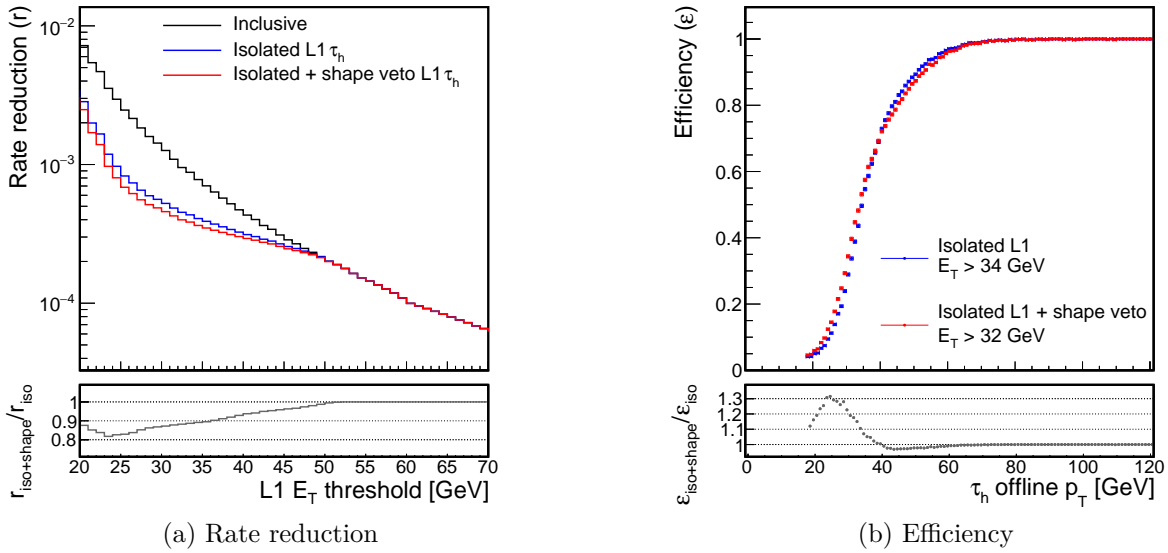 Rate reduction (r)
10⁻²
10⁻³
10⁻⁴
Inclusive
Isolated L1 τ_h
Isolated + shape veto L1 τ_h
r_iso+shape/r_iso
1
0.9
0.8
20 25 30 35 40 45 50 55 60 65 70
L1 E_T threshold [GeV]
(a) Rate reduction
Efficiency (ε)
1
0.8
0.6
0.4
0.2
0
Isolated L1
E_T > 34 GeV
Isolated L1 + shape veto
E_T > 32 GeV
ε_iso+shape/ε_iso
1.3
1.2
1.1
1
0 20 40 60 80 100 120
τ_h offline p_T [GeV]
(b) Efficiency